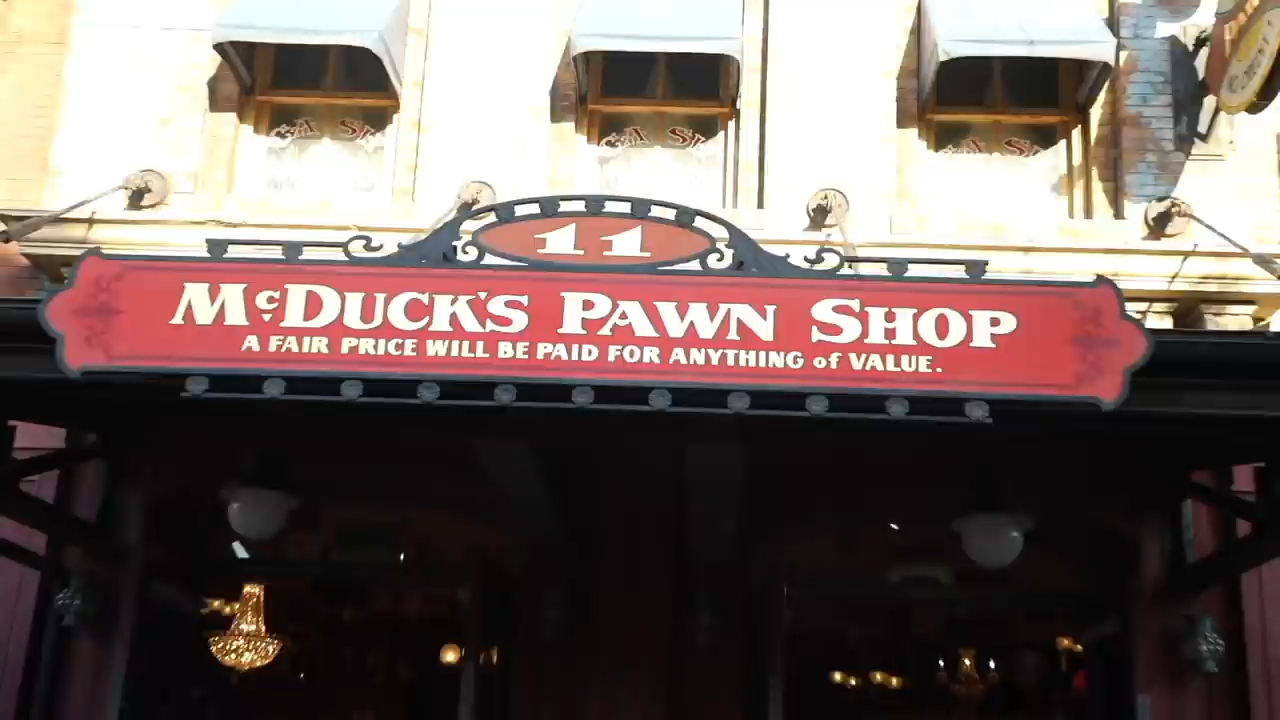 11
McDUCK'S PAWN SHOP
A FAIR PRICE WILL BE PAID FOR ANYTHING of VALUE.